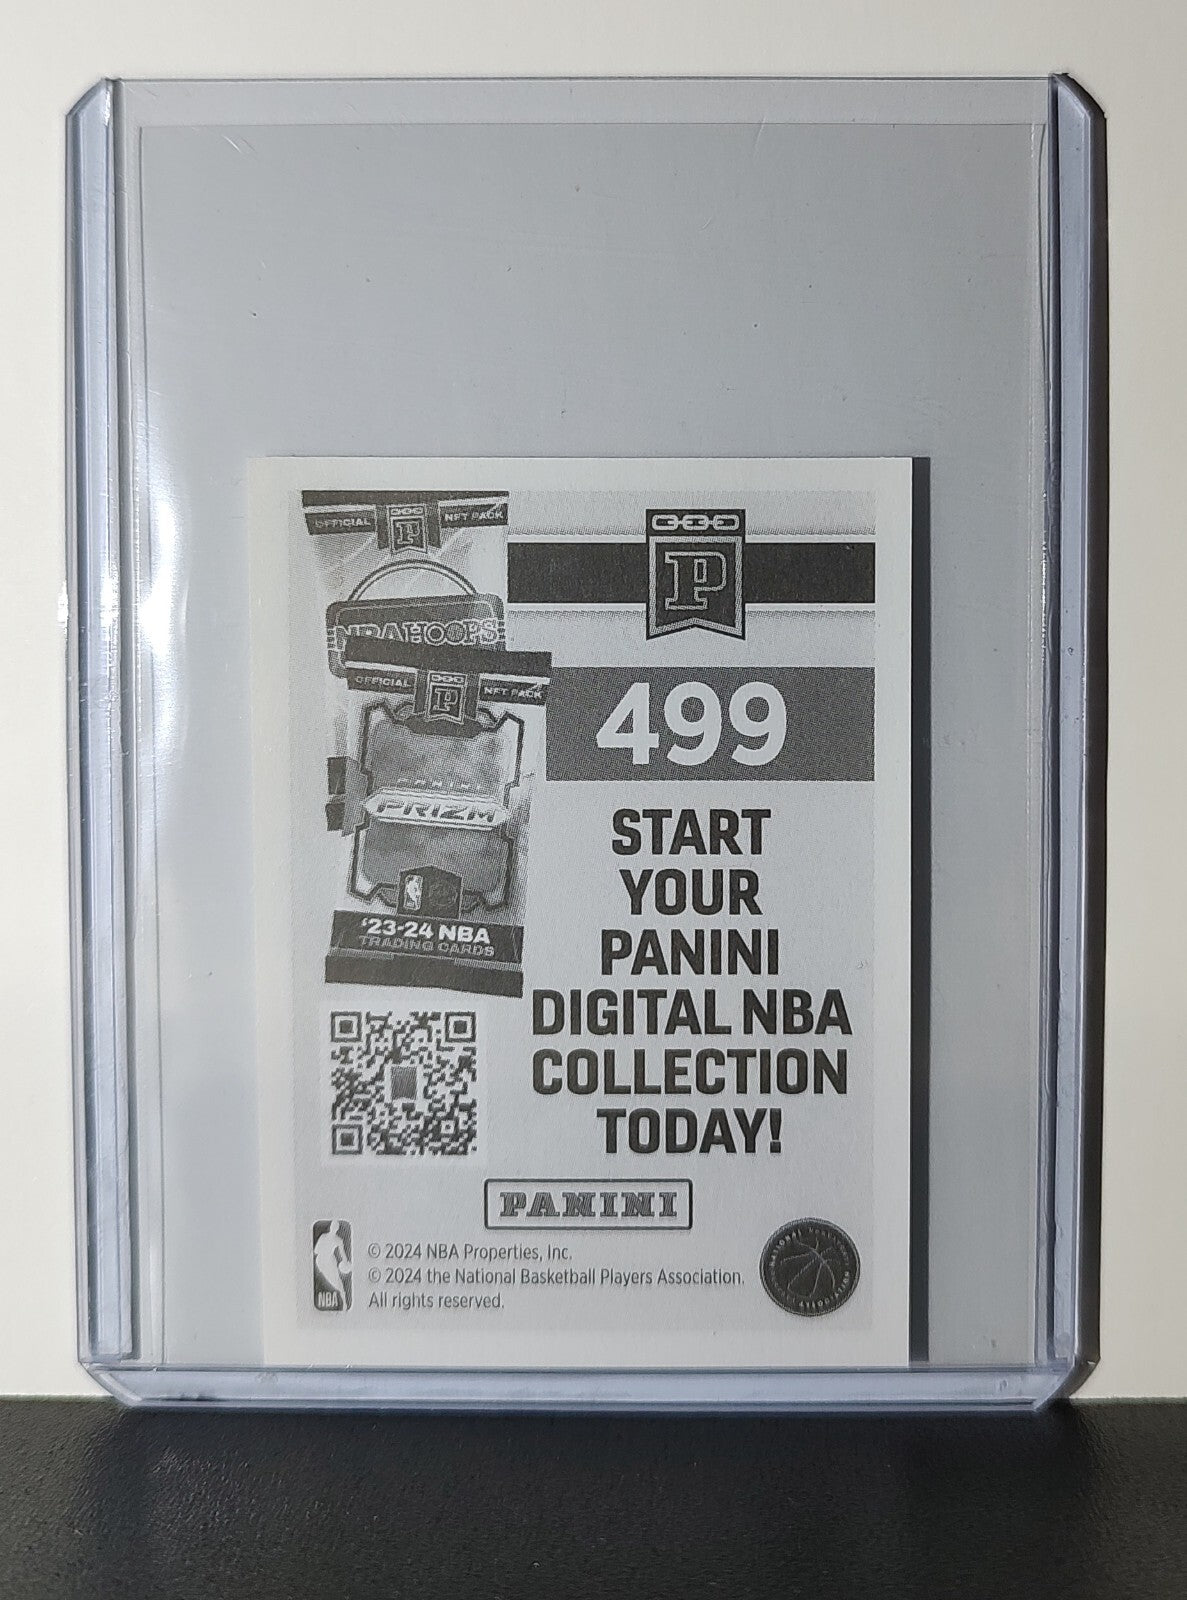 OFFICIAL
NFT PACK
P
NBA HOOPS
OFFICIAL
NFT PACK
P
PRIZM
'23-24 NBA
TRADING CARDS
P
499
START
YOUR
PANINI
DIGITAL NBA
COLLECTION
TODAY!
PANINI
NBA
© 2024 NBA Properties, Inc.
© 2024 the National Basketball Players Association.
All rights reserved.